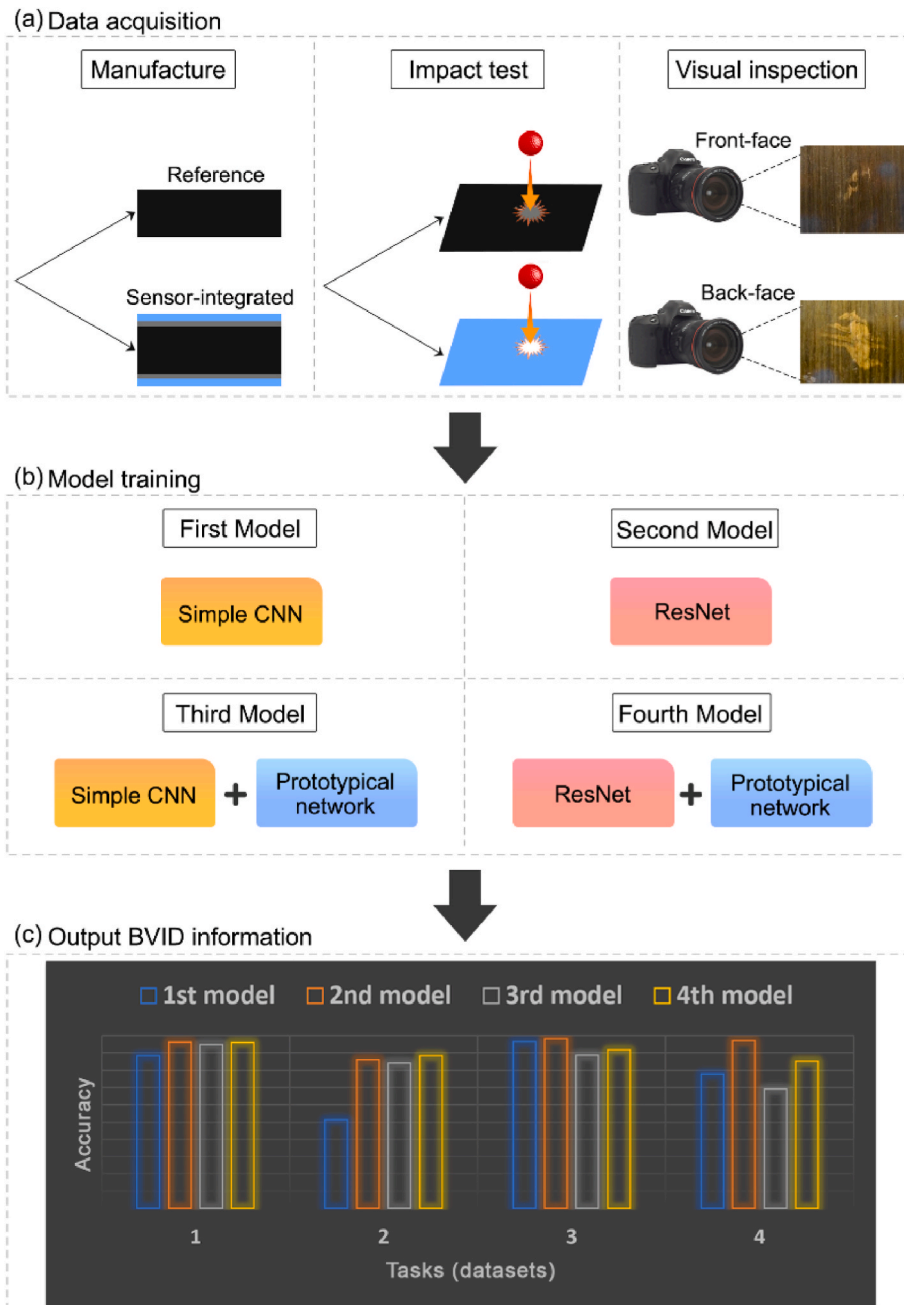 (a) Data acquisition
Manufacture
Impact test
Visual inspection
Reference
Sensor-integrated
Front-face
Back-face
Canon
Canon
(b) Model training
First Model
Second Model
Simple CNN
ResNet
Third Model
Fourth Model
Simple CNN + Prototypical
network
ResNet + Prototypical
network
(c) Output BVID information
1st model 2nd model 3rd model 4th model
Accuracy
1 2 3 4
Tasks (datasets)